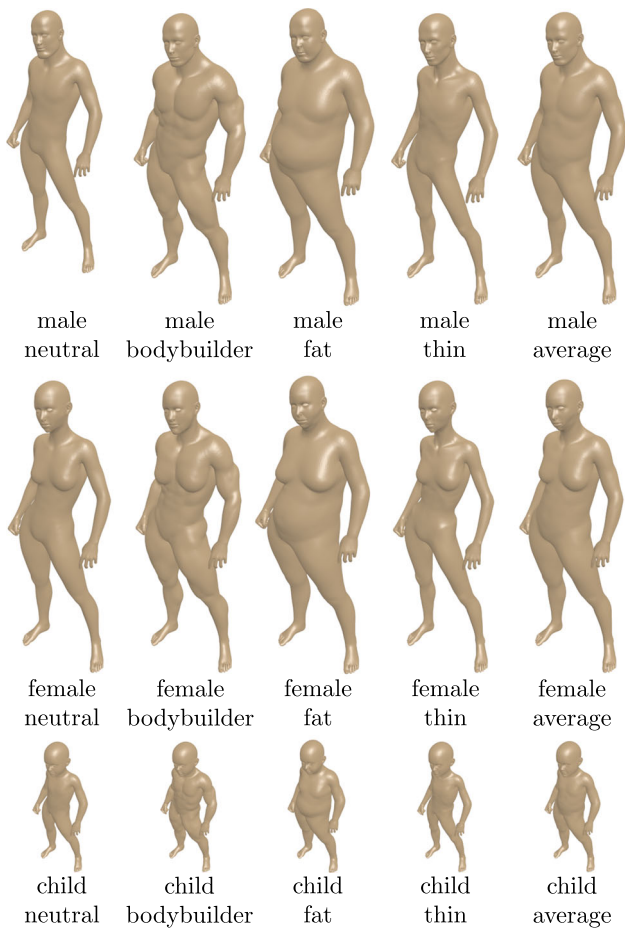 male male male male male
neutral bodybuilder fat thin average
female female female female female
neutral bodybuilder fat thin average
child child child child child
neutral bodybuilder fat thin average